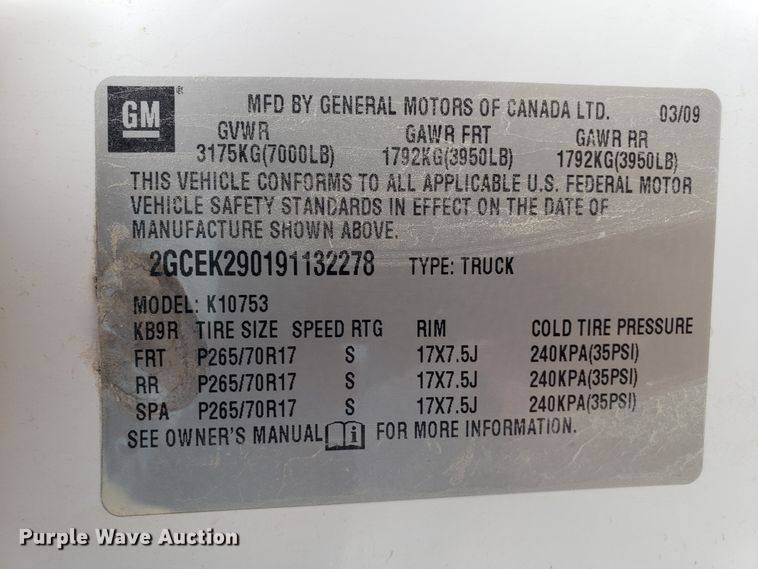 GM
®
MFD BY GENERAL MOTORS OF CANADA LTD. 03/09
GVWR GAWR FRT GAWR RR
3175KG(7000LB) 1792KG(3950LB) 1792KG(3950LB)
THIS VEHICLE CONFORMS TO ALL APPLICABLE U.S. FEDERAL MOTOR
VEHICLE SAFETY STANDARDS IN EFFECT ON THE DATE OF
MANUFACTURE SHOWN ABOVE.
2GCEK290191132278 TYPE: TRUCK
MODEL: K10753
KB9R TIRE SIZE SPEED RTG RIM COLD TIRE PRESSURE
FRT P265/70R17 S 17X7.5J 240KPA(35PSI)
RR P265/70R17 S 17X7.5J 240KPA(35PSI)
SPA P265/70R17 S 17X7.5J 240KPA(35PSI)
SEE OWNER'S MANUAL i FOR MORE INFORMATION.
Purple Wave Auction